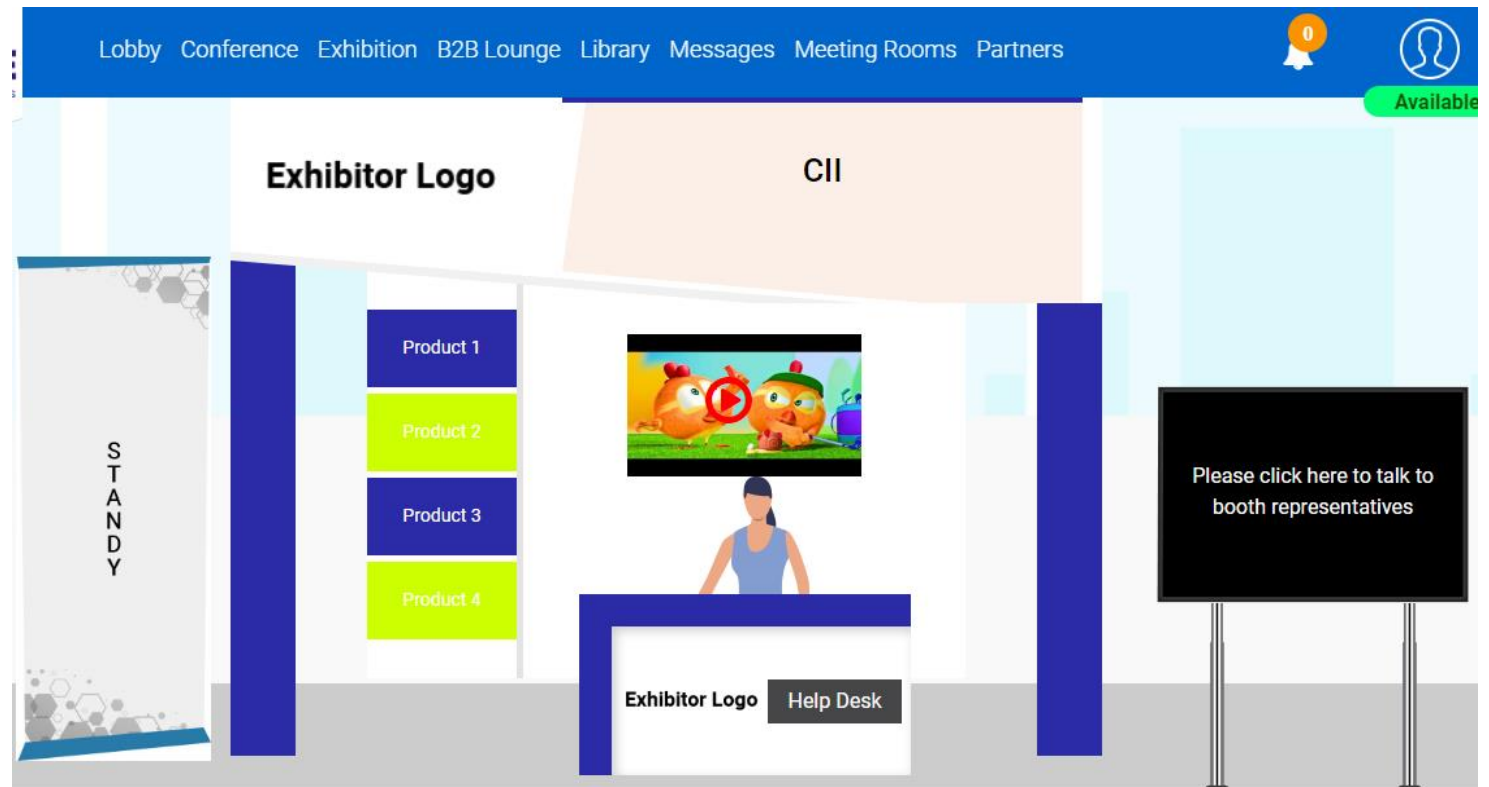 Lobby Conference Exhibition B2B Lounge Library Messages Meeting Rooms Partners
0
Available
Exhibitor Logo
CII
Product 1
Product 2
Product 3
Product 4
STANDY
Please click here to talk to
booth representatives
Exhibitor Logo
Help Desk